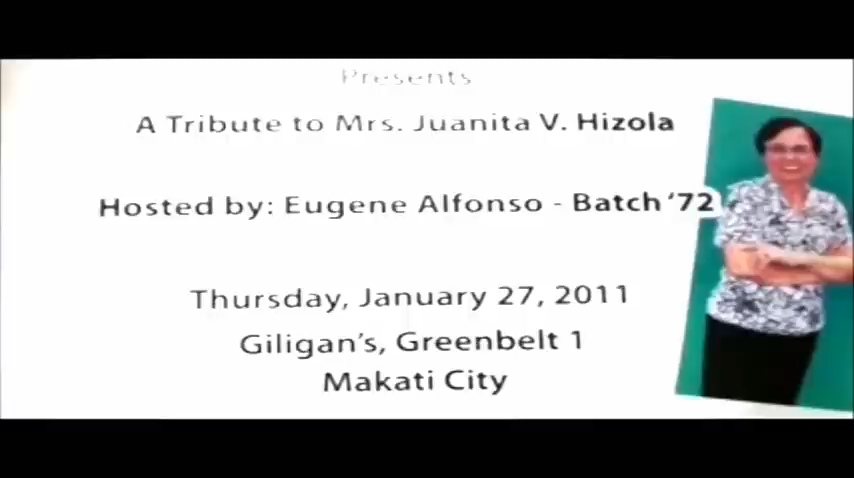 Presents
A Tribute to Mrs. Juanita V. Hizola
Hosted by: Eugene Alfonso - Batch '72
Thursday, January 27, 2011
Giligan's, Greenbelt 1
Makati City